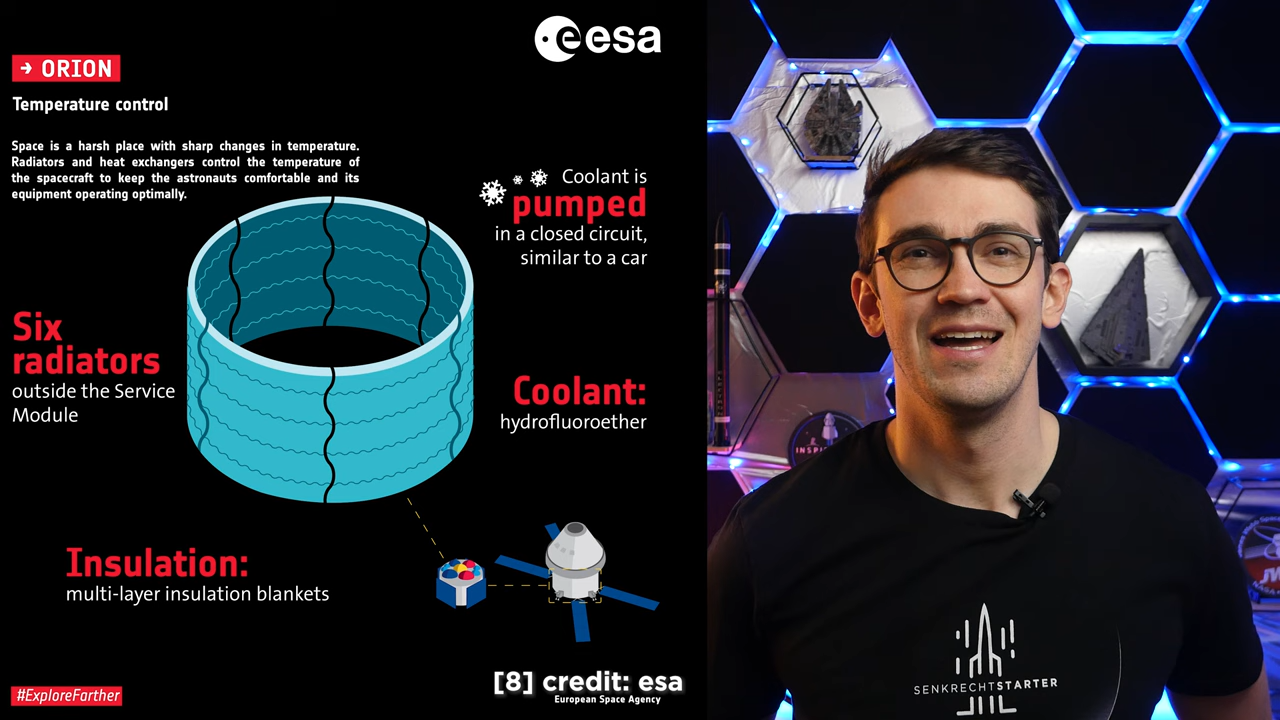 esa
→ ORION
Temperature control
Space is a harsh place with sharp changes in temperature.
Radiators and heat exchangers control the temperature of
the spacecraft to keep the astronauts comfortable and its
equipment operating optimally.
Coolant is
pumped
in a closed circuit,
similar to a car
Six
radiators
outside the Service
Module
Coolant:
hydrofluoroether
Insulation:
multi-layer insulation blankets
#ExploreFarther
[8] credit: esa
European Space Agency
INSPI
SENKRECHTSTARTER